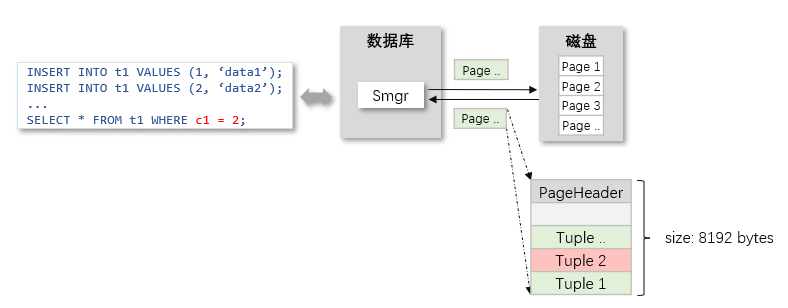 INSERT INTO t1 VALUES (1, ‘data1’);
INSERT INTO t1 VALUES (2, ‘data2’);
...
SELECT * FROM t1 WHERE c1 = 2;
数据库
Smgr
Page ..
Page ..
磁盘
Page 1
Page 2
Page 3
Page ..
PageHeader
Tuple ..
Tuple 2
Tuple 1
size: 8192 bytes